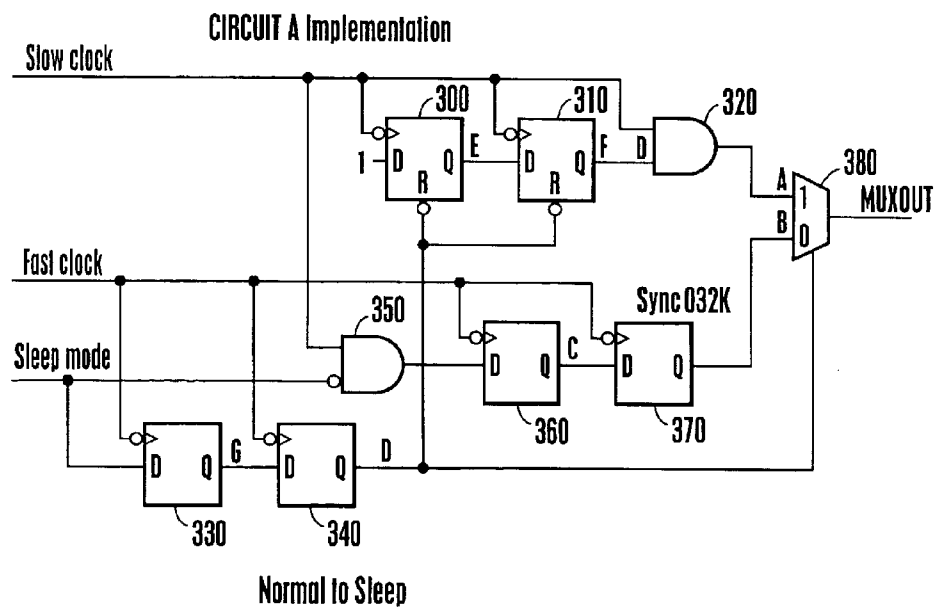 CIRCUIT A Implementation
Slow clock
300
310
320
1
D Q
R
E
D Q
R
F
D
A
B
1
0
380
MUXOUT
Fast clock
350
Sync 032K
Sleep mode
D Q
C
D Q
360
370
D Q
G
D Q
D
330
340
Normal to Sleep